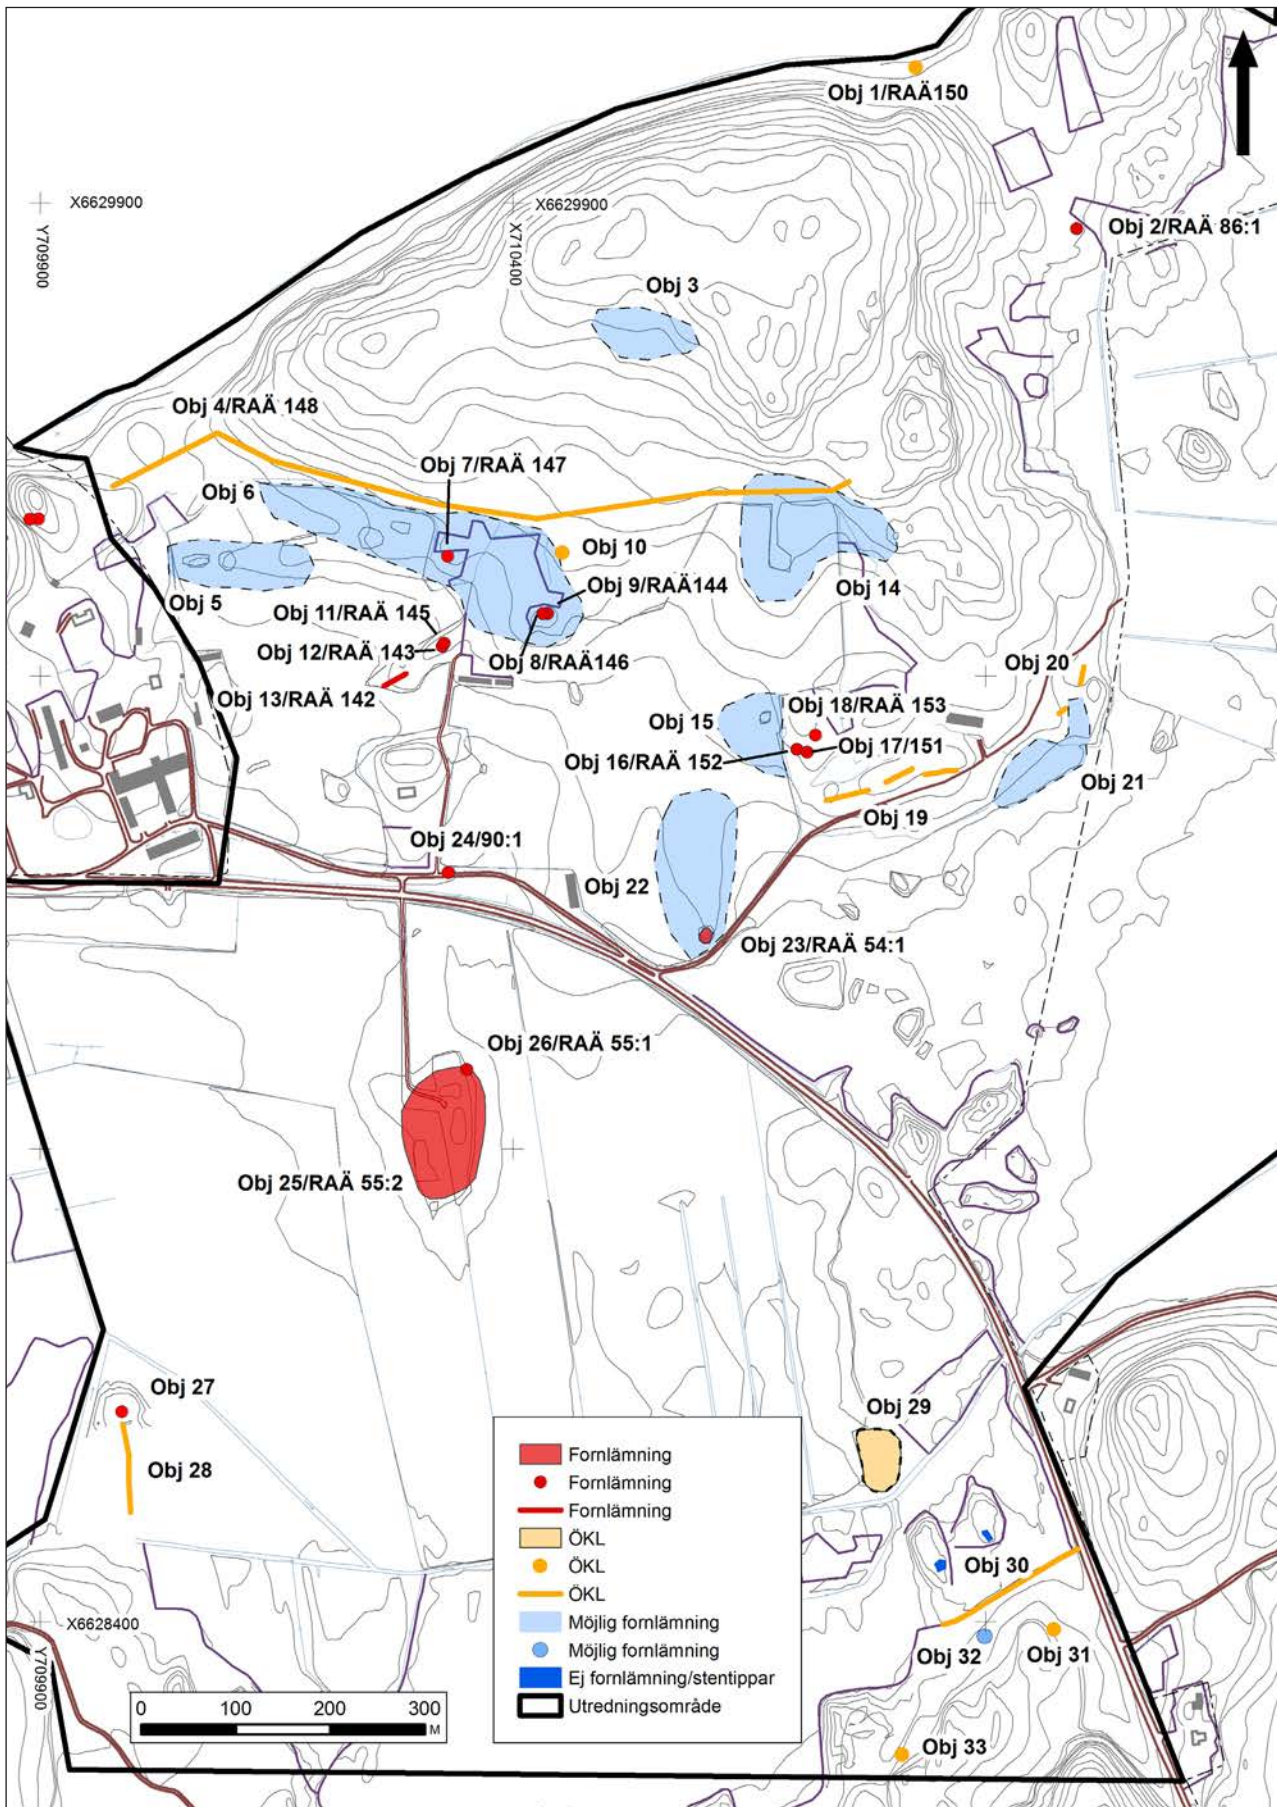 Obj 1/RAÄ150
X6629900
X6629900
Y709900
X710400
Obj 2/RAÄ 86:1
Obj 3
Obj 4/RAÄ 148
Obj 7/RAÄ 147
Obj 6
Obj 10
Obj 9/RAÄ144
Obj 5
Obj 14
Obj 11/RAÄ 145
Obj 12/RAÄ 143
Obj 8/RAÄ146
Obj 20
Obj 13/RAÄ 142
Obj 18/RAÄ 153
Obj 15
Obj 17/151
Obj 16/RAÄ 152
Obj 21
Obj 19
Obj 24/90:1
Obj 22
Obj 23/RAÄ 54:1
Obj 26/RAÄ 55:1
Obj 25/RAÄ 55:2
Obj 27
Obj 29
Obj 28
Obj 30
X6628400
Y709900
Obj 32
Obj 31
Obj 33
Fornlämning
Fornlämning
Fornlämning
ÖKL
ÖKL
ÖKL
Möjlig fornlämning
Möjlig fornlämning
Ej fornlämning/stentippar
Utredningsområde
0 100 200 300
M